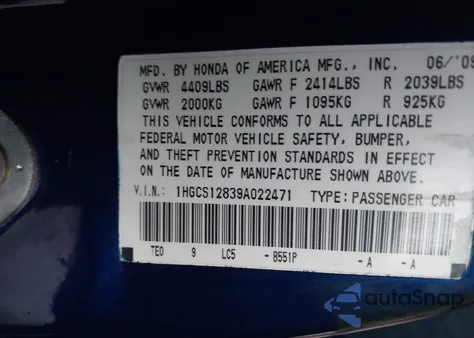 MFD. BY HONDA OF AMERICA MFG., INC. 06/'09
GVWR 4409LBS GAWR F 2414LBS R 2039LBS
GVWR 2000KG GAWR F 1095KG R 925KG
THIS VEHICLE CONFORMS TO ALL APPLICABLE
FEDERAL MOTOR VEHICLE SAFETY, BUMPER,
AND THEFT PREVENTION STANDARDS IN EFFECT
ON THE DATE OF MANUFACTURE SHOWN ABOVE.
V.I.N.: 1HGCS12839A022471 TYPE: PASSENGER CAR
TE0 9 LC5 - B551P - A - A
autoSnap